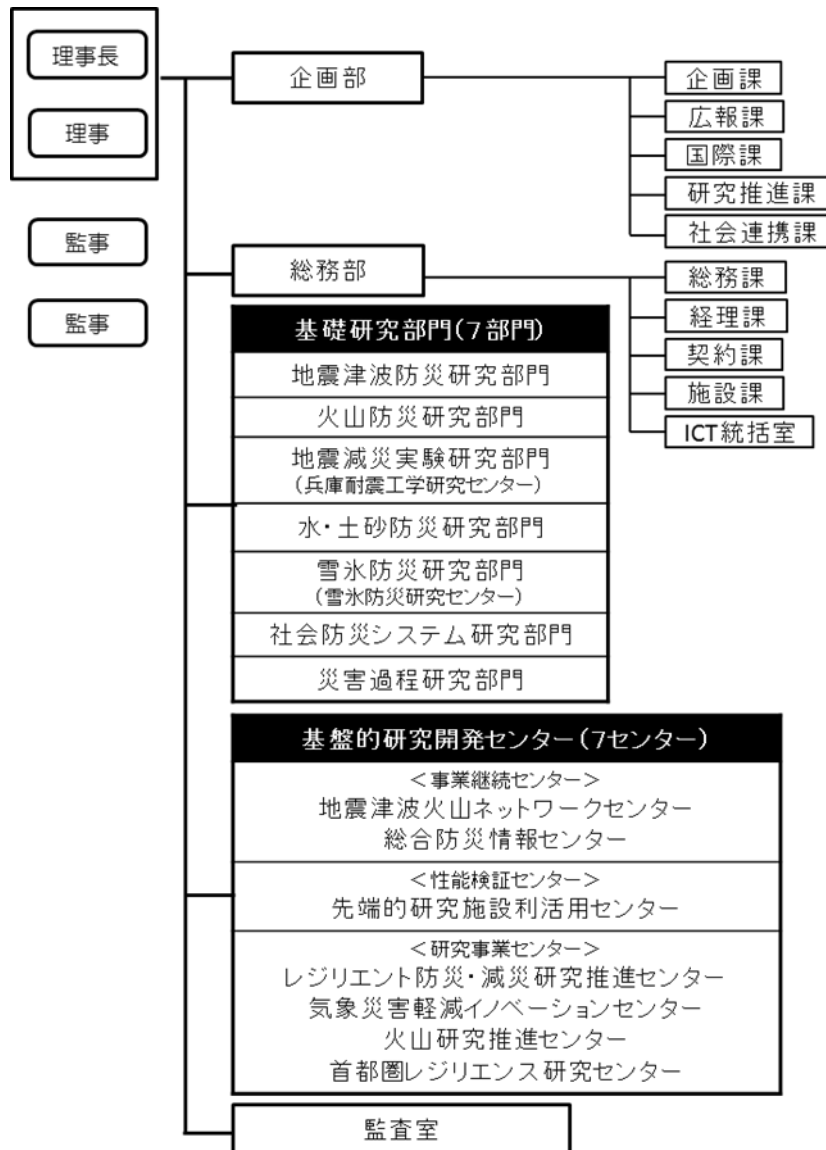 理事長
理事
監事
監事
企画部
企画課
広報課
国際課
研究推進課
社会連携課
総務部
総務課
経理課
契約課
施設課
ICT統括室
基礎研究部門(7部門)
地震津波防災研究部門
火山防災研究部門
地震減災実験研究部門
(兵庫耐震工学研究センター)
水・土砂防災研究部門
雪氷防災研究部門
(雪氷防災研究センター)
社会防災システム研究部門
災害過程研究部門
基盤的研究開発センター(7センター)
<事業継続センター>
地震津波火山ネットワークセンター
総合防災情報センター
<性能検証センター>
先端的研究施設利活用センター
<研究事業センター>
レジリエント防災・減災研究推進センター
気象災害軽減イノベーションセンター
火山研究推進センター
首都圏レジリエンス研究センター
監査室